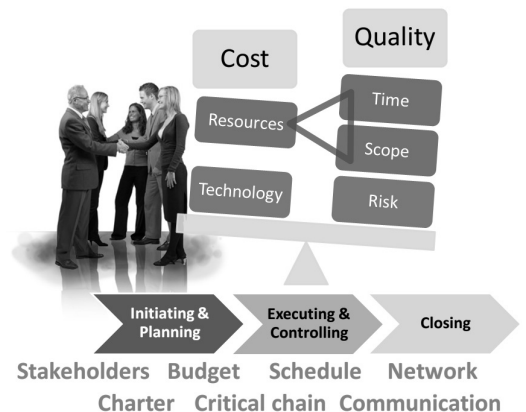 Cost
Quality
Resources
Time
Scope
Technology
Risk
Initiating &
Planning
Executing &
Controlling
Closing
Stakeholders Budget Schedule Network
Charter Critical chain Communication